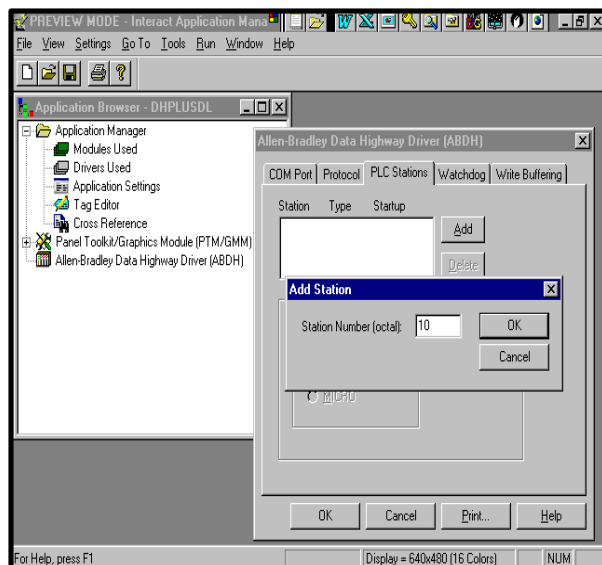 PREVIEW MODE - Interact Application Mana
File View Settings Go To Tools Run Window Help
Application Browser - DHPLUSDL
Application Manager
Modules Used
Drivers Used
Application Settings
Tag Editor
Cross Reference
Panel Toolkit/Graphics Module (PTM/GMM)
Allen-Bradley Data Highway Driver (ABDH)
Allen-Bradley Data Highway Driver (ABDH)
COM Port Protocol PLC Stations Watchdog Write Buffering
Station Type Startup
Add
Delete
Add Station
Station Number (octal): 10 OK
Cancel
MICRO
OK Cancel Print... Help
For Help, press F1 Display = 640x480 (16 Colors) NUM